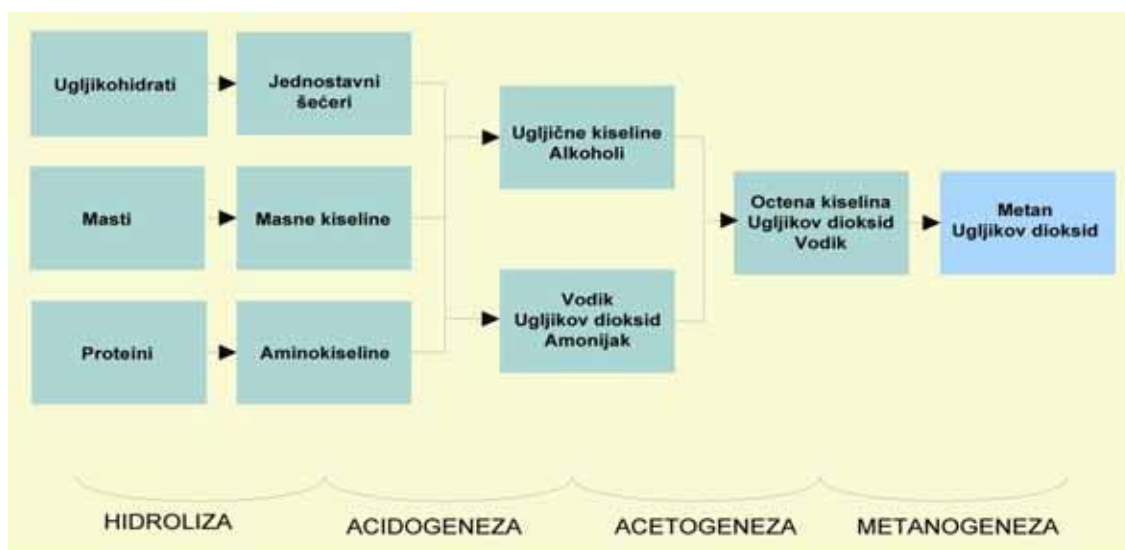 Ugljikohidrati
Jednostavni
šećeri
Masti
Masne kiseline
Proteini
Aminokiseline
Ugljične kiseline
Alkoholi
Vodik
Ugljikov dioksid
Amonijak
Octena kiselina
Ugljikov dioksid
Vodik
Metan
Ugljikov dioksid
HIDROLIZA
ACIDOGENEZA
ACETOGENEZA
METANOGENEZA